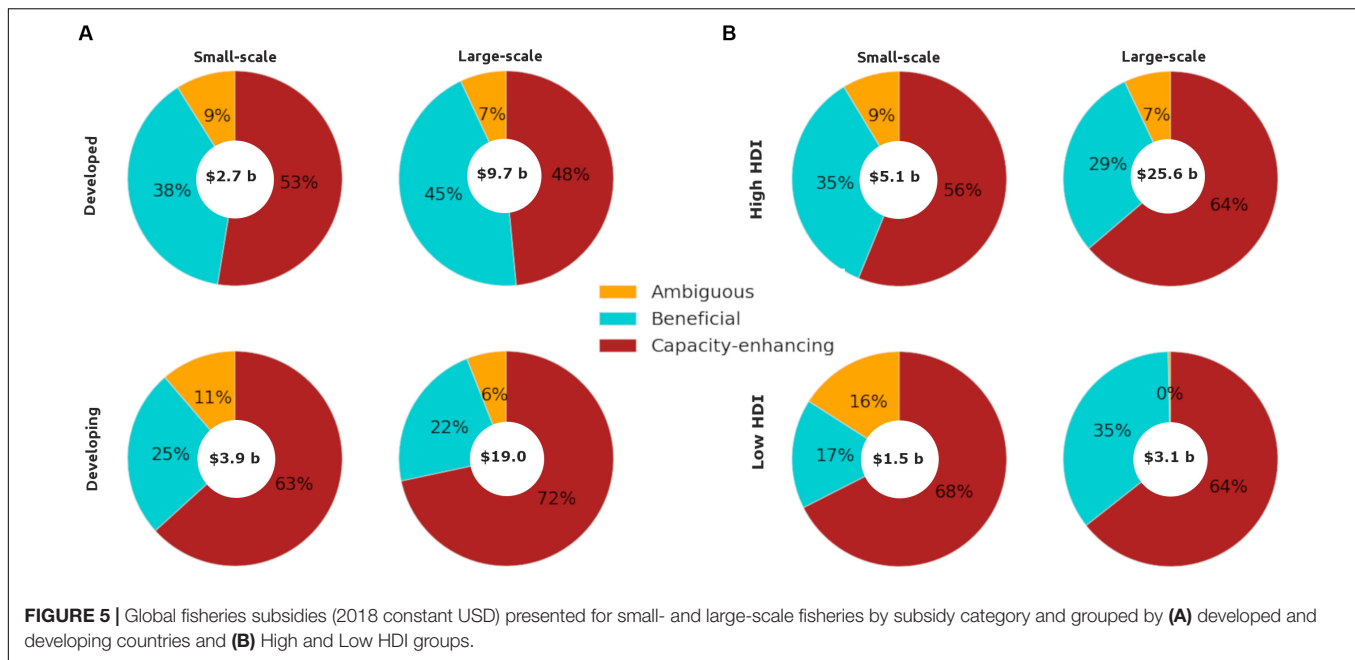 A
B
Small-scale
Large-scale
Small-scale
Large-scale
Developed
9%
38%
53%
$2.7 b
7%
45%
48%
$9.7 b
High HDI
9%
35%
56%
$5.1 b
7%
29%
64%
$25.6 b
Ambiguous
Beneficial
Capacity-enhancing
Developing
11%
25%
63%
$3.9 b
6%
22%
72%
$19.0
Low HDI
16%
17%
68%
$1.5 b
0%
35%
64%
$3.1 b
FIGURE 5 | Global fisheries subsidies (2018 constant USD) presented for small- and large-scale fisheries by subsidy category and grouped by (A) developed and
developing countries and (B) High and Low HDI groups.